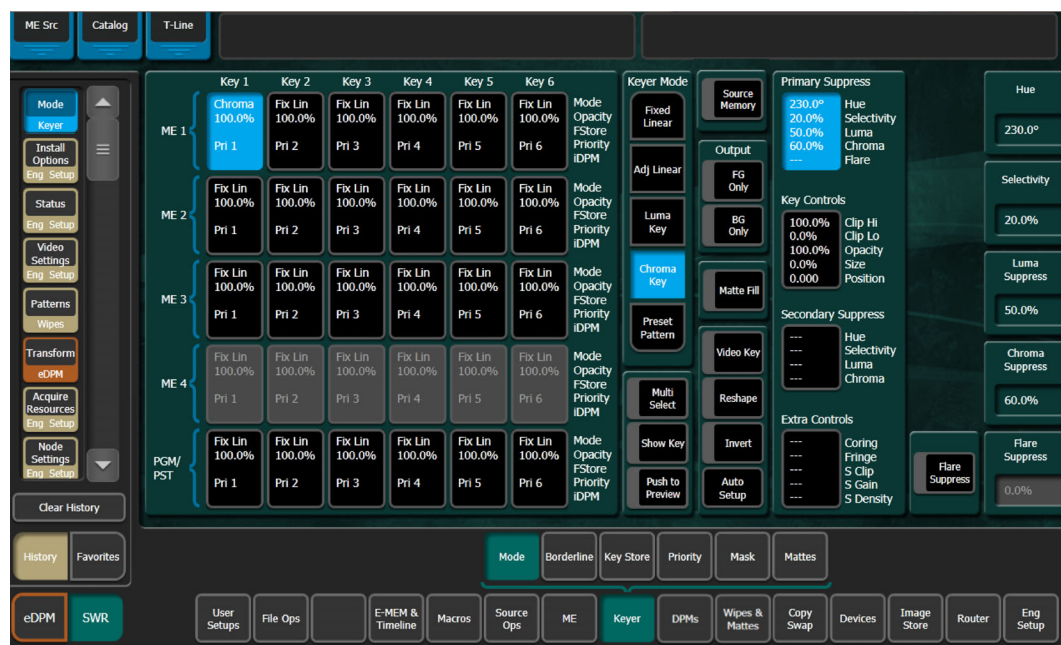 ME Src Catalog T-Line
Key 1 Key 2 Key 3 Key 4 Key 5 Key 6
ME 1
Chroma 100.0% Pri 1
Fix Lin 100.0% Pri 2
Fix Lin 100.0% Pri 3
Fix Lin 100.0% Pri 4
Fix Lin 100.0% Pri 5
Fix Lin 100.0% Pri 6
Mode
Opacity
FStore
Priority
iDPM
ME 2
Fix Lin 100.0% Pri 1
Fix Lin 100.0% Pri 2
Fix Lin 100.0% Pri 3
Fix Lin 100.0% Pri 4
Fix Lin 100.0% Pri 5
Fix Lin 100.0% Pri 6
Mode
Opacity
FStore
Priority
iDPM
ME 3
Fix Lin 100.0% Pri 1
Fix Lin 100.0% Pri 2
Fix Lin 100.0% Pri 3
Fix Lin 100.0% Pri 4
Fix Lin 100.0% Pri 5
Fix Lin 100.0% Pri 6
Mode
Opacity
FStore
Priority
iDPM
ME 4
Fix Lin 100.0% Pri 1
Fix Lin 100.0% Pri 2
Fix Lin 100.0% Pri 3
Fix Lin 100.0% Pri 4
Fix Lin 100.0% Pri 5
Fix Lin 100.0% Pri 6
Mode
Opacity
FStore
Priority
iDPM
PGM/
PST
Fix Lin 100.0% Pri 1
Fix Lin 100.0% Pri 2
Fix Lin 100.0% Pri 3
Fix Lin 100.0% Pri 4
Fix Lin 100.0% Pri 5
Fix Lin 100.0% Pri 6
Mode
Opacity
FStore
Priority
iDPM
Mode
Keyer
Install
Options
Eng Setup
Status
Eng Setup
Video
Settings
Eng Setup
Patterns
Wipes
Transform
eDPM
Acquire
Resources
Eng Setup
Node
Settings
Eng Setup
Clear History
History Favorites
eDPM SWR
Keyer Mode
Fixed
Linear
Adj Linear
Luma
Key
Chroma
Key
Preset
Pattern
Multi
Select
Show Key
Push to
Preview
Source
Memory
Output
FG
Only
BG
Only
Matte Fill
Video Key
Reshape
Invert
Auto
Setup
Primary Suppress
230.0° Hue
20.0% Selectivity
50.0% Luma
60.0% Chroma
--- Flare
Key Controls
100.0% Clip Hi
0.0% Clip Lo
100.0% Opacity
0.0% Size
0.000 Position
Secondary Suppress
--- Hue
--- Selectivity
--- Luma
--- Chroma
Extra Controls
--- Coring
--- Fringe
--- S Clip
--- S Gain
--- S Density
Flare
Suppress
Hue
230.0°
Selectivity
20.0%
Luma
Suppress
50.0%
Chroma
Suppress
60.0%
Flare
Suppress
0.0%
Mode Borderline Key Store Priority Mask Mattes
User
Setups
File Ops
E-MEM &
Timeline
Macros
Source
Ops
ME
Keyer
DPMs
Wipes &
Mattes
Copy
Swap
Devices
Image
Store
Router
Eng
Setup